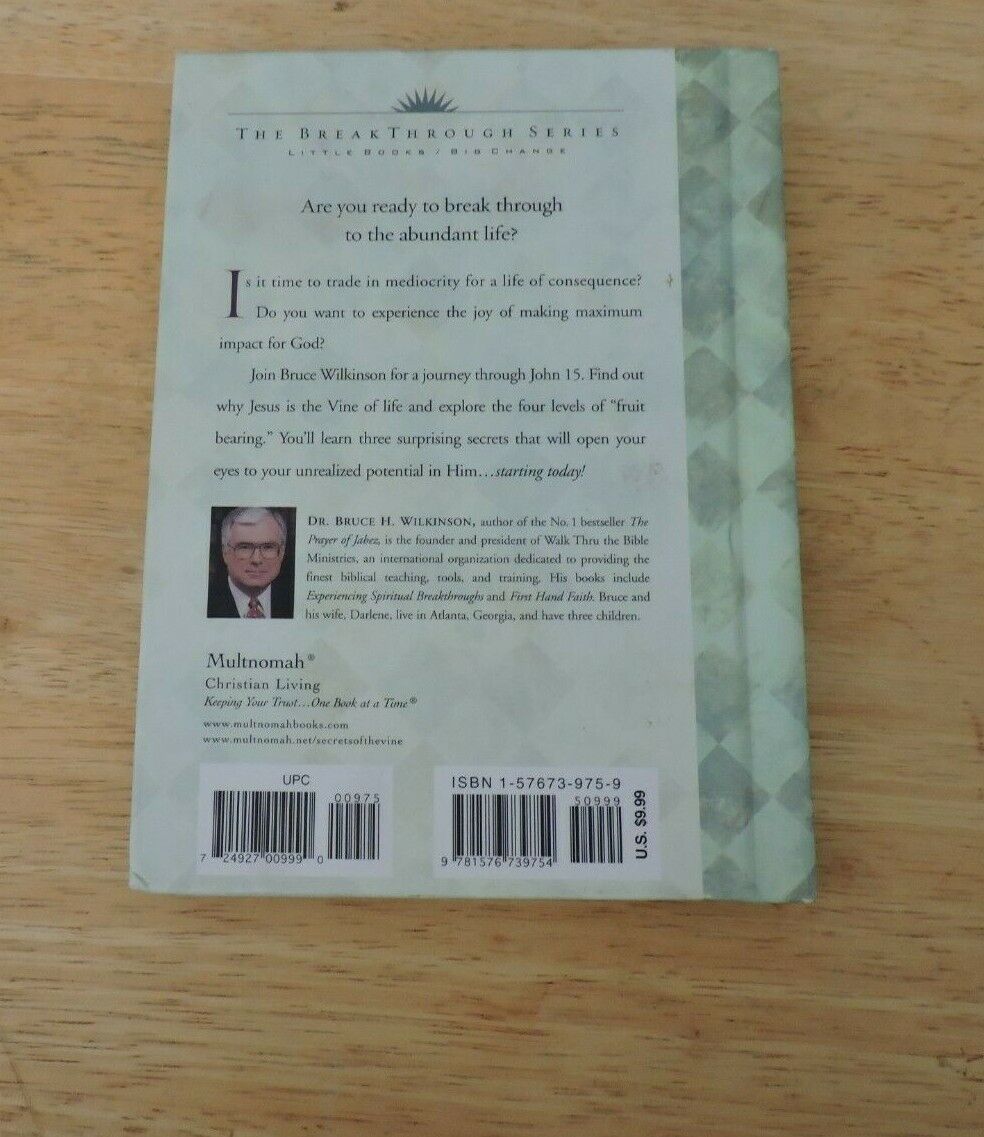 THE BREAKTHROUGH SERIES
LITTLE BOOKS / BIG CHANGE
Are you ready to break through
to the abundant life?
Is it time to trade in mediocrity for a life of consequence?
Do you want to experience the joy of making maximum
impact for God?
Join Bruce Wilkinson for a journey through John 15. Find out
why Jesus is the Vine of life and explore the four levels of “fruit
bearing.” You’ll learn three surprising secrets that will open your
eyes to your unrealized potential in Him…starting today!
DR. BRUCE H. WILKINSON, author of the No. 1 bestseller The
Prayer of Jabez, is the founder and president of Walk Thru the Bible
Ministries, an international organization dedicated to providing the
finest biblical teaching, tools, and training. His books include
Experiencing Spiritual Breakthroughs and First Hand Faith. Bruce and
his wife, Darlene, live in Atlanta, Georgia, and have three children.
Multnomah®
Christian Living
Keeping Your Trust…One Book at a Time®
www.multnomahbooks.com
www.multnomah.net/secretsofthevine
UPC
00975
7 24927 00999 0
ISBN 1-57673-975-9
50999
9 781576 739754
U.S. $9.99